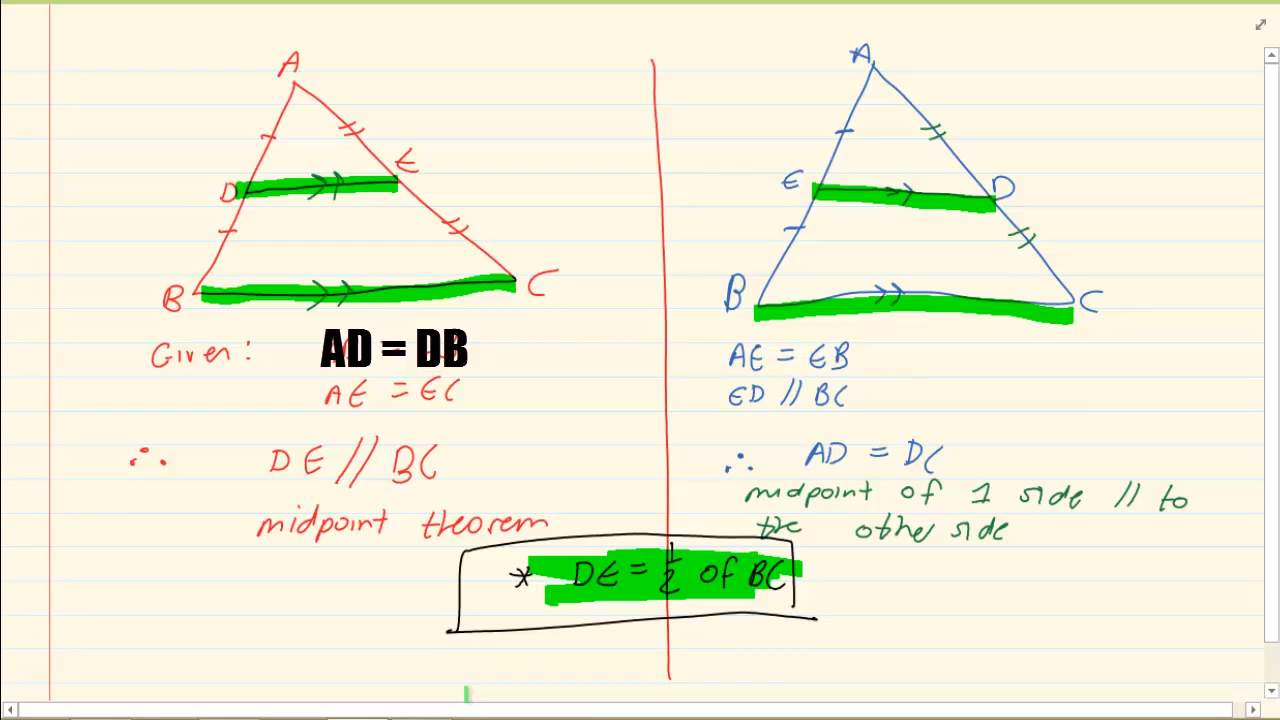 A
E
D
B
C
Given: AD = DB
AE = EC
∴ DE // BC
midpoint theorem
A
E
D
B
C
AE = EB
ED // BC
∴ AD = DC
midpoint of 1 side // to
the other side
* DE = 1/2 of BC